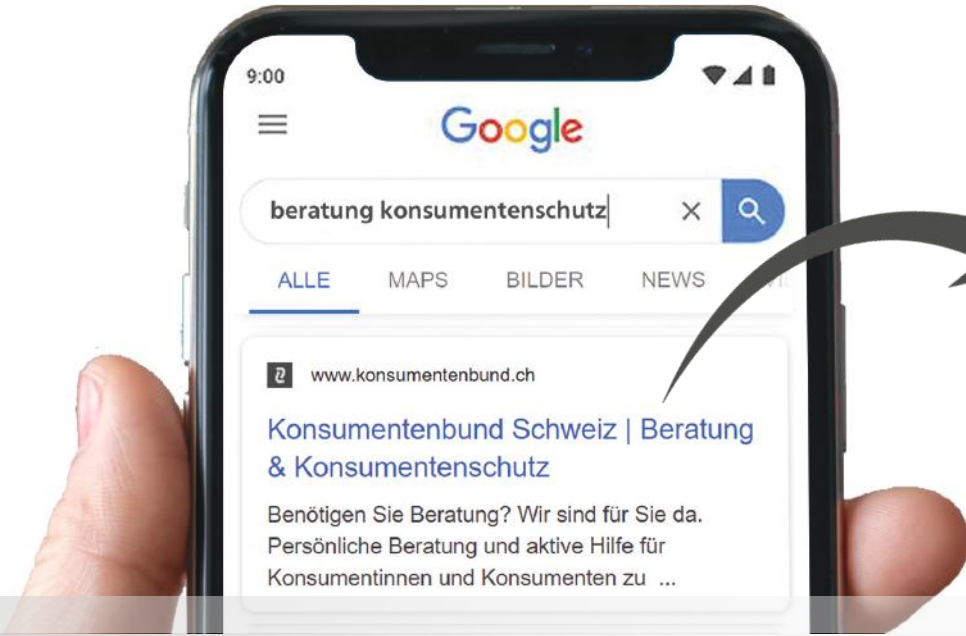 9:00
Google
beratung konsumentenschutz
ALLE MAPS BILDER NEWS
www.konsumentenbund.ch
Konsumentenbund Schweiz | Beratung
& Konsumentenschutz
Benötigen Sie Beratung? Wir sind für Sie da.
Persönliche Beratung und aktive Hilfe für
Konsumentinnen und Konsumenten zu ...